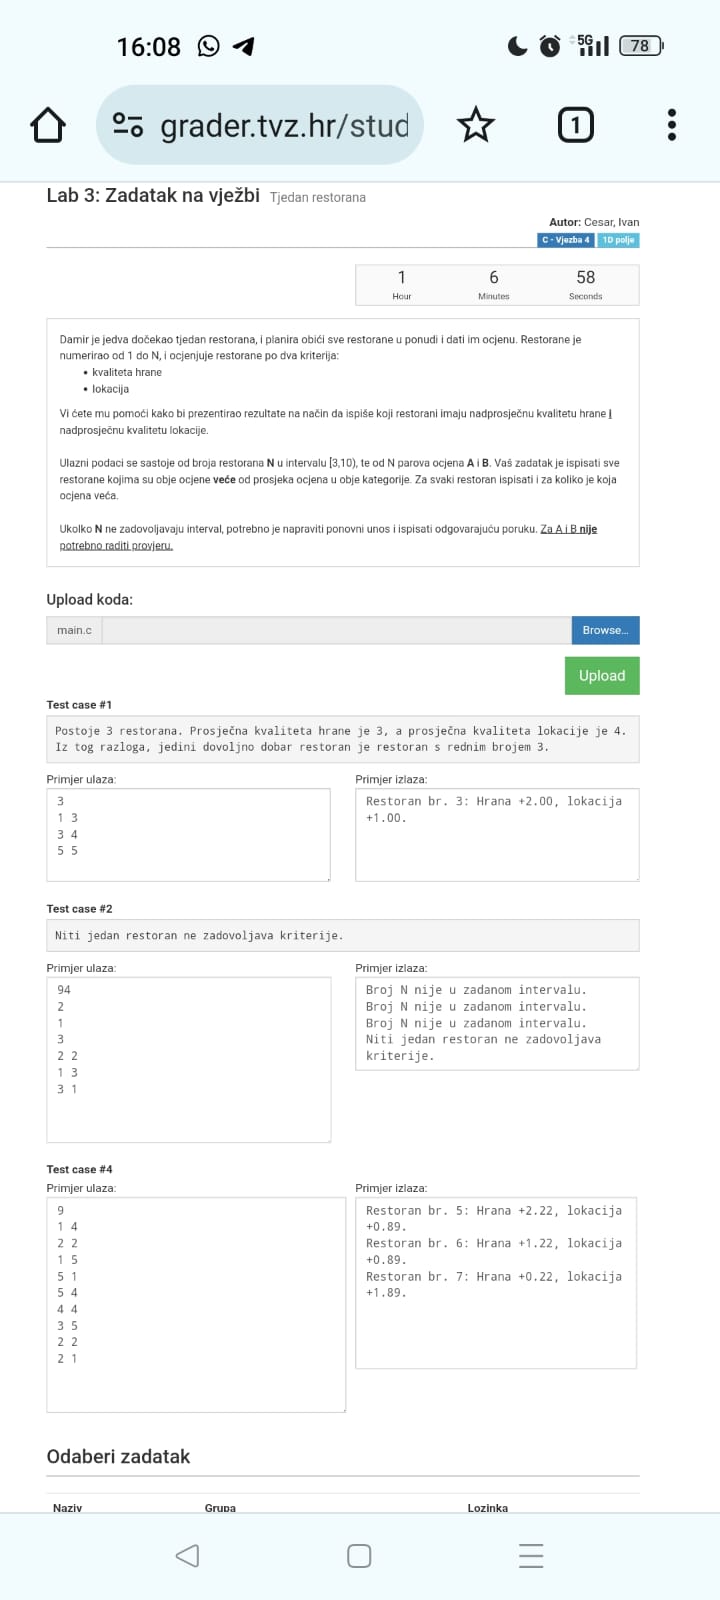 16:08
5G
78
grader.tvz.hr/stud
1
Lab 3: Zadatak na vježbi Tjedan restorana
Autor: Cesar, Ivan
C - Vjezba 4 1D polje
1 6 58
Hour Minutes Seconds
Damir je jedva dočekao tjedan restorana, i planira obići sve restorane u ponudi i dati im ocjenu. Restorane je
numerirao od 1 do N, i ocjenjuje restorane po dva kriterija:
• kvaliteta hrane
• lokacija
Vi ćete mu pomoći kako bi prezentirao rezultate na način da ispiše koji restorani imaju nadprosječnu kvalitetu hrane I
nadprosječnu kvalitetu lokacije.
Ulazni podaci se sastoje od broja restorana N u intervalu [3,10), te od N parova ocjena A i B. Vaš zadatak je ispisati sve
restorane kojima su obje ocjene veće od prosjeka ocjena u obje kategorije. Za svaki restoran ispisati i za koliko je koja
ocjena veća.
Ukolko N ne zadovoljavaju interval, potrebno je napraviti ponovni unos i ispisati odgovarajuću poruku. Za A i B nije
potrebno raditi provjeru.
Upload koda:
main.c Browse...
Upload
Test case #1
Postoje 3 restorana. Prosječna kvaliteta hrane je 3, a prosječna kvaliteta lokacije je 4.
Iz tog razloga, jedini dovoljno dobar restoran je restoran s rednim brojem 3.
Primjer ulaza:
3
1 3
3 4
5 5
Primjer izlaza:
Restoran br. 3: Hrana +2.00, lokacija
+1.00.
Test case #2
Niti jedan restoran ne zadovoljava kriterije.
Primjer ulaza:
94
2
1
3
2 2
1 3
3 1
Primjer izlaza:
Broj N nije u zadanom intervalu.
Broj N nije u zadanom intervalu.
Broj N nije u zadanom intervalu.
Niti jedan restoran ne zadovoljava
kriterije.
Test case #4
Primjer ulaza:
9
1 4
2 2
1 5
5 1
5 4
4 4
3 5
2 2
2 1
Primjer izlaza:
Restoran br. 5: Hrana +2.22, lokacija
+0.89.
Restoran br. 6: Hrana +1.22, lokacija
+0.89.
Restoran br. 7: Hrana +0.22, lokacija
+1.89.
Odaberi zadatak
Naziv Grupa Lozinka